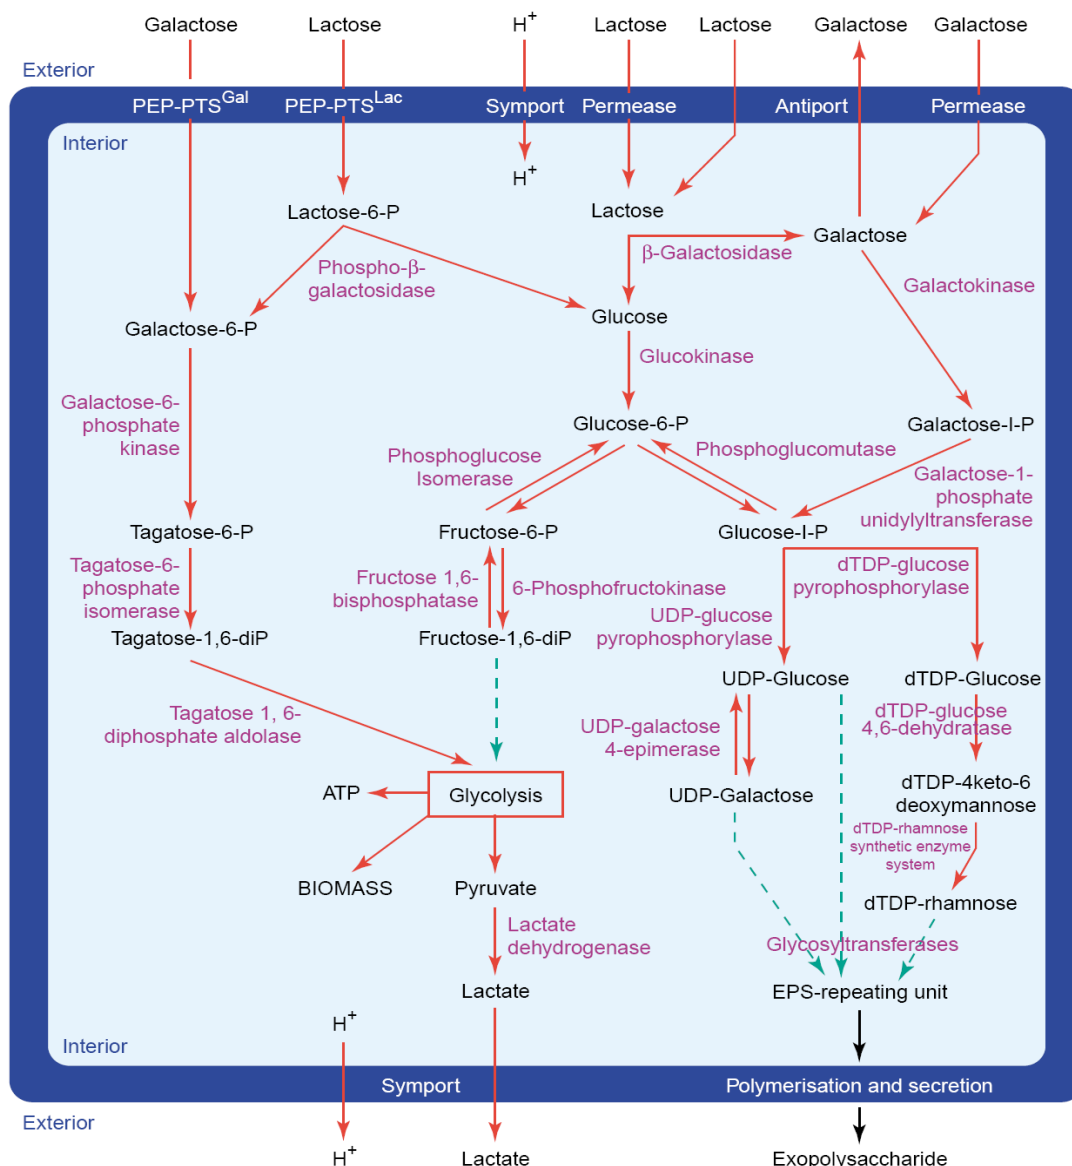 Galactose
Lactose
H+
Lactose
Lactose
Galactose
Galactose
Exterior
PEP-PTSGal
PEP-PTSLac
Symport
Permease
Antiport
Permease
Interior
H+
Lactose-6-P
Lactose
Galactose
β-Galactosidase
Phospho-β-
galactosidase
Galactokinase
Galactose-6-P
Glucose
Glucokinase
Galactose-6-
phosphate
kinase
Glucose-6-P
Galactose-I-P
Phosphoglucose
Isomerase
Phosphoglucomutase
Galactose-1-
phosphate
unidylyltransferase
Tagatose-6-P
Fructose-6-P
Glucose-I-P
Tagatose-6-
phosphate
isomerase
Fructose 1,6-
bisphosphatase
6-Phosphofructokinase
dTDP-glucose
pyrophosphorylase
UDP-glucose
pyrophosphorylase
Tagatose-1,6-diP
Fructose-1,6-diP
UDP-Glucose
dTDP-Glucose
Tagatose 1, 6-
diphosphate aldolase
UDP-galactose
4-epimerase
dTDP-glucose
4,6-dehydratase
ATP
Glycolysis
UDP-Galactose
dTDP-4keto-6
deoxymannose
dTDP-rhamnose
synthetic enzyme
system
BIOMASS
Pyruvate
dTDP-rhamnose
Lactate
dehydrogenase
Glycosyltransferases
Lactate
EPS-repeating unit
H+
Interior
Symport
Polymerisation and secretion
Exterior
H+
Lactate
Exopolysaccharide